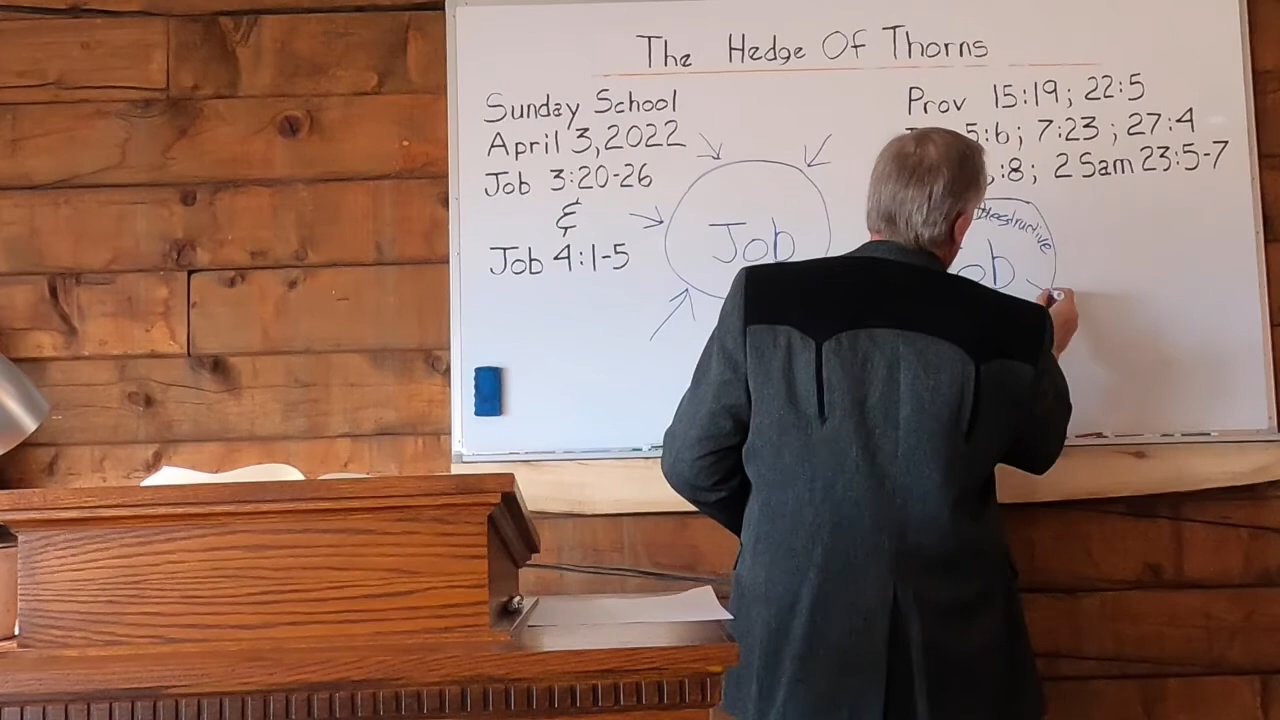 The Hedge Of Thorns
Sunday School
April 3, 2022
Job 3:20-26
&
Job 4:1-5
Job
Prov 15:19; 22:5
5:6; 7:23; 27:4
:8; 2 Sam 23:5-7
ob